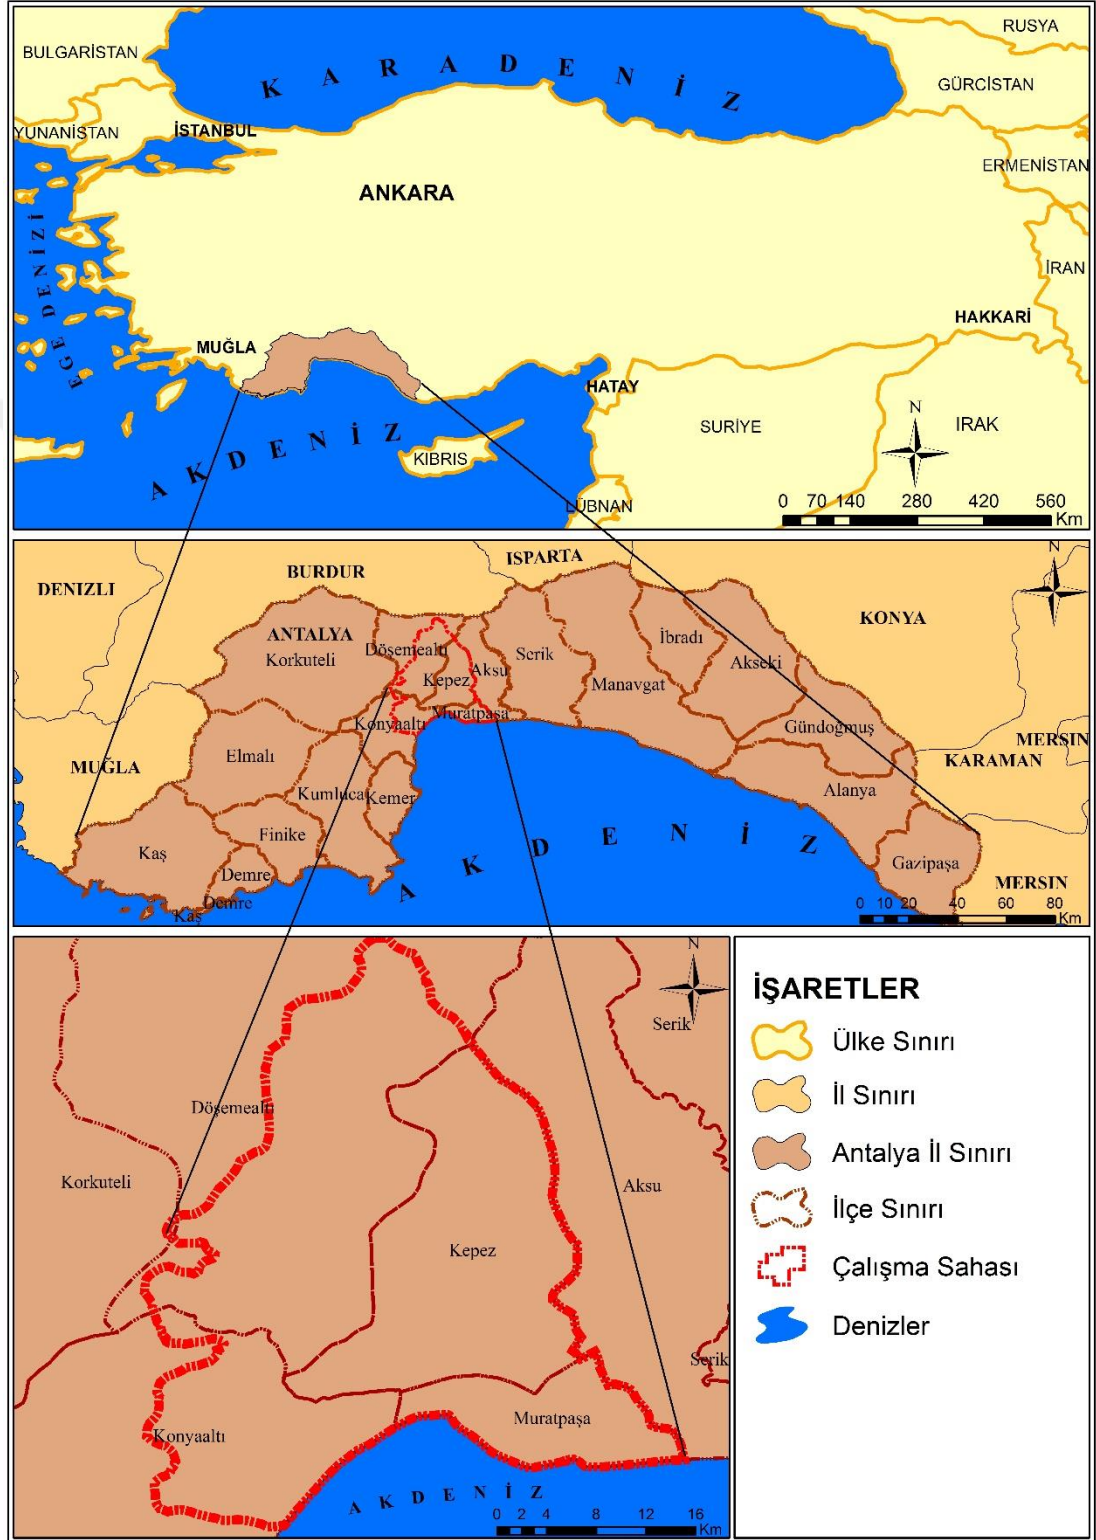 RUSYA
BULGARİSTAN
KARADENİZ
GÜRCİSTAN
YUNANİSTAN
İSTANBUL
ERMENİSTAN
ANKARA
EGE DENİZİ
İRAN
HAKKARİ
MUĞLA
HATAY
SURİYE
N
IRAK
AKDENİZ
KIBRIS
LÜBNAN
0 70 140 280 420 560
Km
ISPARTA
N
BURDUR
DENIZLI
KONYA
ANTALYA
Korkuteli
Döşemealtı
Serik
İbradı
Akseki
Aksu
Kepez
Manavgat
Muratpaşa
Konyaaltı
Gündoğmuş
MERSIN
Elmalı
KARAMAN
MUĞLA
Kumluca
Kemer
Alanya
Finike
Kaş
AKDENİZ
Gazipaşa
Demre
MERSIN
Demre
Kaş
0 10 20 40 60 80
Km
N
Serik
Döşemealtı
Korkuteli
Aksu
Kepez
Serik
Muratpaşa
Konyaaltı
AKDENİZ
0 2 4 8 12 16
Km
İŞARETLER
Ülke Sınırı
İl Sınırı
Antalya İl Sınırı
İlçe Sınırı
Çalışma Sahası
Denizler